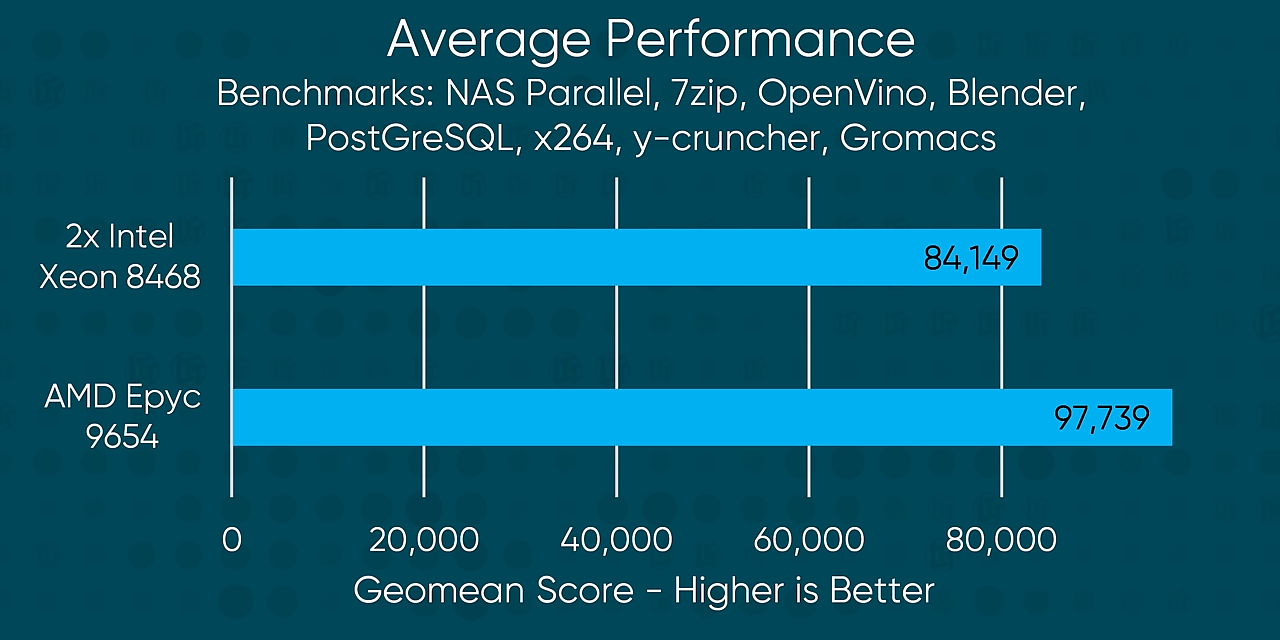 Average Performance
Benchmarks: NAS Parallel, 7zip, OpenVino, Blender,
PostGreSQL, x264, y-cruncher, Gromacs
2x Intel
Xeon 8468
84,149
AMD Epyc
9654
97,739
0 20,000 40,000 60,000 80,000
Geomean Score - Higher is Better